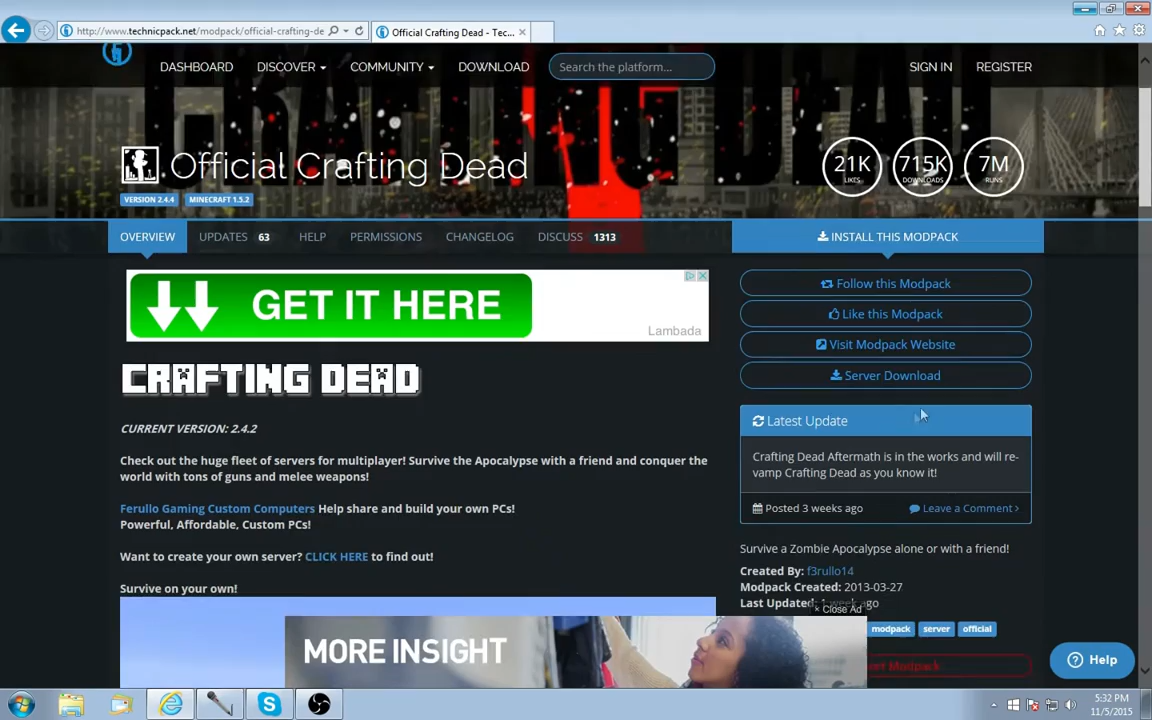 http://www.technicpack.net/modpack/official-crafting-de
Official Crafting Dead - Tec...
DASHBOARD
DISCOVER
COMMUNITY
DOWNLOAD
Search the platform...
SIGN IN
REGISTER
CRAFTING DEAD
Official Crafting Dead
21K
LIKES
715K
DOWNLOADS
7M
RUNS
VERSION 2.4.4
MINECRAFT 1.5.2
OVERVIEW
UPDATES 63
HELP
PERMISSIONS
CHANGELOG
DISCUSS 1313
INSTALL THIS MODPACK
GET IT HERE
Lambada
Follow this Modpack
Like this Modpack
Visit Modpack Website
Server Download
CRAFTING DEAD
CURRENT VERSION: 2.4.2
Check out the huge fleet of servers for multiplayer! Survive the Apocalypse with a friend and conquer the
world with tons of guns and melee weapons!
Ferullo Gaming Custom Computers Help share and build your own PCs!
Powerful, Affordable, Custom PCs!
Want to create your own server? CLICK HERE to find out!
Survive on your own!
Latest Update
Crafting Dead Aftermath is in the works and will re-
vamp Crafting Dead as you know it!
Posted 3 weeks ago
Leave a Comment
Survive a Zombie Apocalypse alone or with a friend!
Created By: f3rullo14
Modpack Created: 2013-03-27
Last Updated: 1 week ago
× Close Ad
modpack
server
official
MORE INSIGHT
Modpack
Help
5:32 PM
11/5/2015